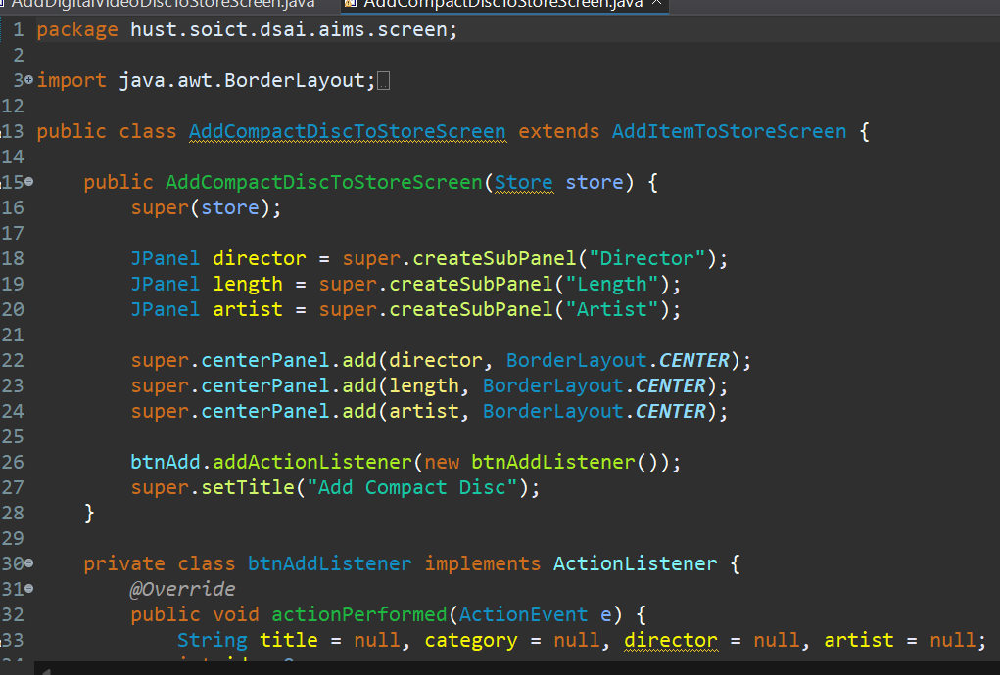 AddDigitalVideoDiscToStoreScreen.java AddCompactDiscToStoreScreen.java
1 package hust.soict.dsai.aims.screen;
2
3 import java.awt.BorderLayout;
12
13 public class AddCompactDiscToStoreScreen extends AddItemToStoreScreen {
14
15 public AddCompactDiscToStoreScreen(Store store) {
16 super(store);
17
18 JPanel director = super.createSubPanel("Director");
19 JPanel length = super.createSubPanel("Length");
20 JPanel artist = super.createSubPanel("Artist");
21
22 super.centerPanel.add(director, BorderLayout.CENTER);
23 super.centerPanel.add(length, BorderLayout.CENTER);
24 super.centerPanel.add(artist, BorderLayout.CENTER);
25
26 btnAdd.addActionListener(new btnAddListener());
27 super.setTitle("Add Compact Disc");
28 }
29
30 private class btnAddListener implements ActionListener {
31 @Override
32 public void actionPerformed(ActionEvent e) {
33 String title = null, category = null, director = null, artist = null;